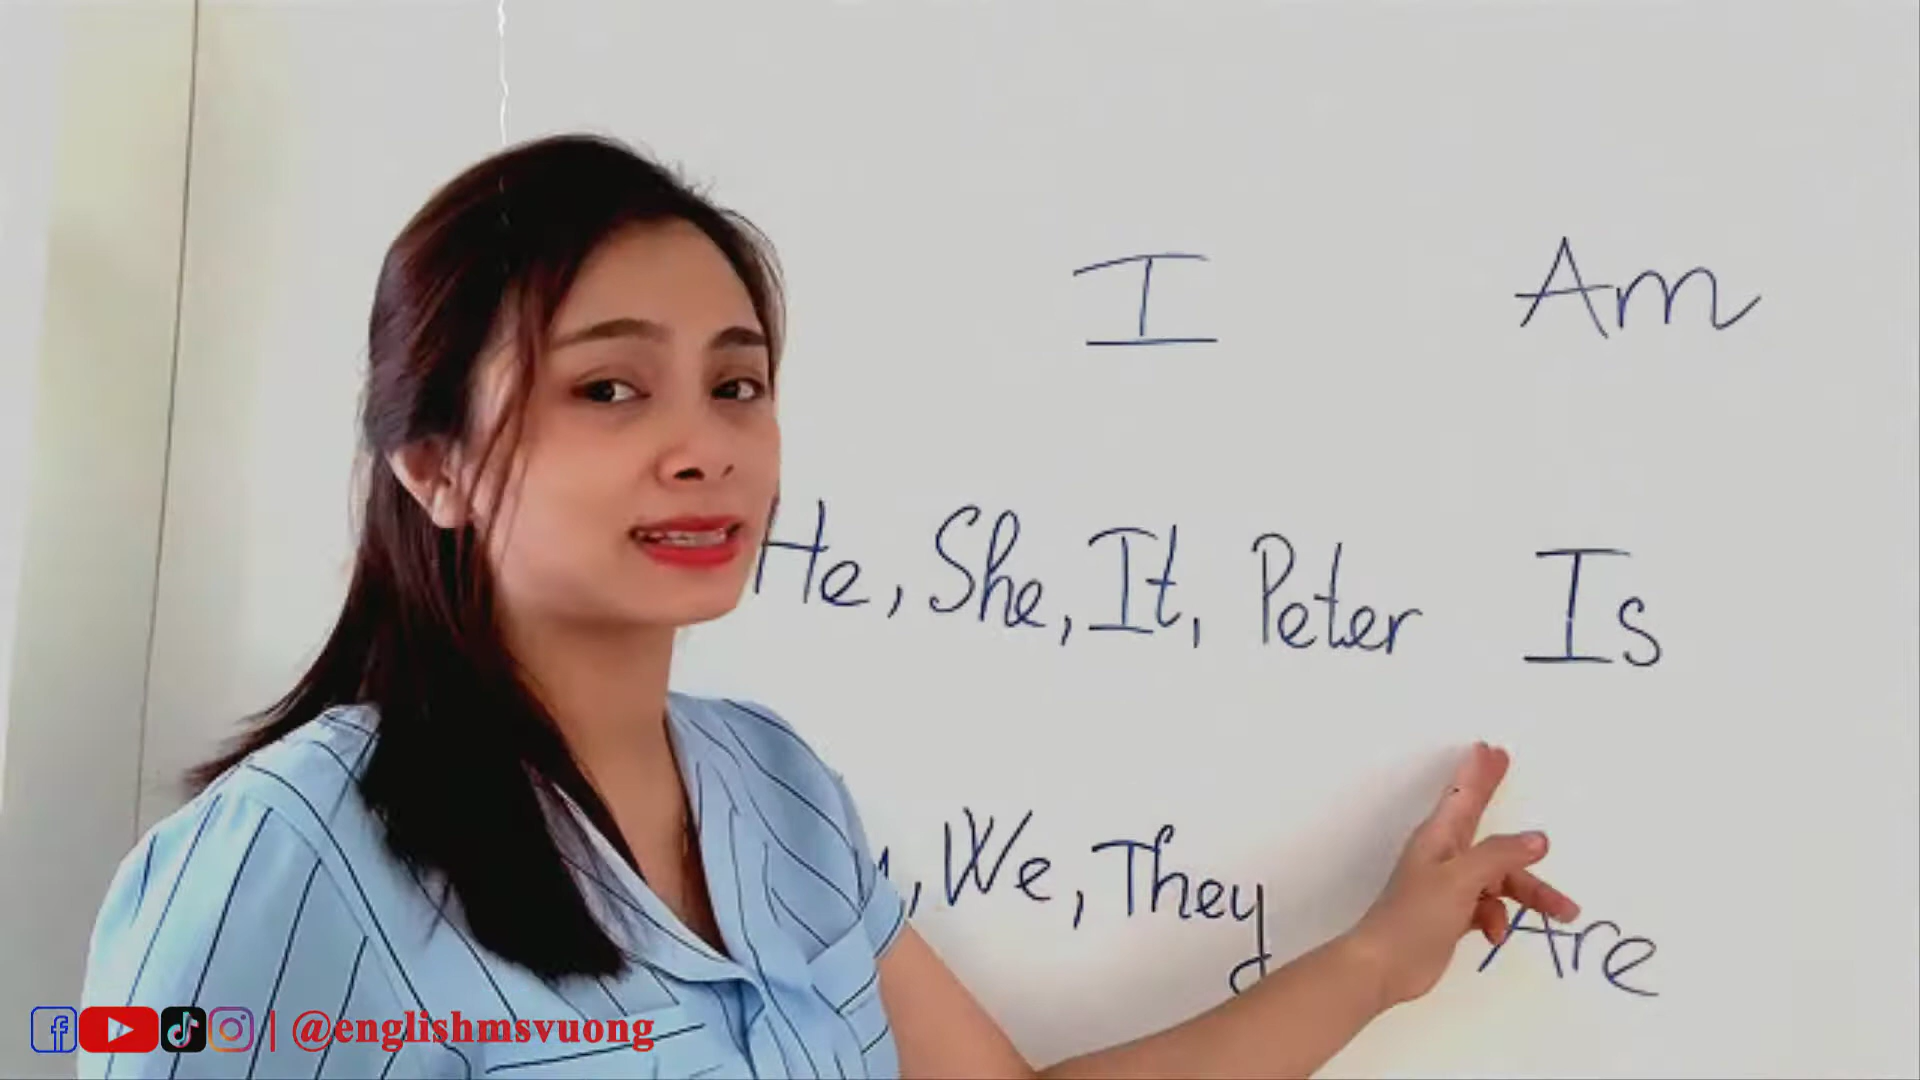 I Am
He, She, It, Peter Is
, We, They Are
| @englishmsvuong